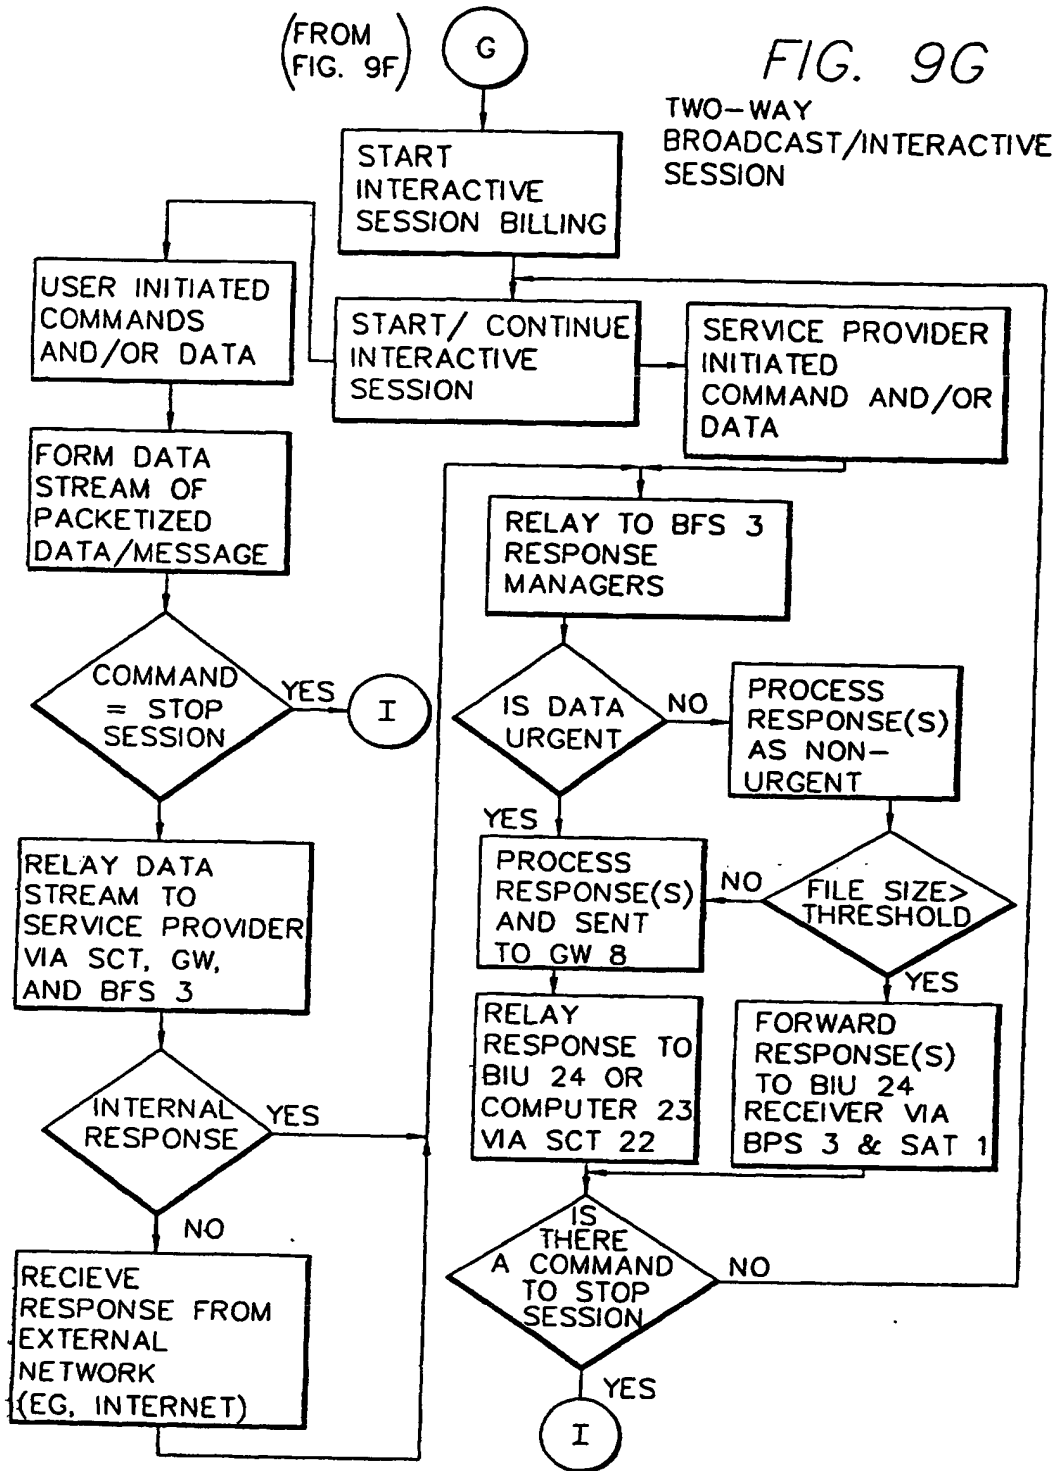 (FROM
FIG. 9F)
G
FIG. 9G
TWO-WAY
BROADCAST/INTERACTIVE
SESSION
START
INTERACTIVE
SESSION BILLING
USER INITIATED
COMMANDS
AND/OR DATA
START/ CONTINUE
INTERACTIVE
SESSION
SERVICE PROVIDER
INITIATED
COMMAND AND/OR
DATA
FORM DATA
STREAM OF
PACKETIZED
DATA/MESSAGE
RELAY TO BFS 3
RESPONSE
MANAGERS
COMMAND
= STOP
SESSION
YES
I
IS DATA
URGENT
NO
PROCESS
RESPONSE(S)
AS NON-
URGENT
YES
RELAY DATA
STREAM TO
SERVICE PROVIDER
VIA SCT, GW,
AND BFS 3
PROCESS
RESPONSE(S)
AND SENT
TO GW 8
NO
FILE SIZE>
THRESHOLD
YES
RELAY
RESPONSE TO
BIU 24 OR
COMPUTER 23
VIA SCT 22
FORWARD
RESPONSE(S)
TO BIU 24
RECEIVER VIA
BPS 3 & SAT 1
INTERNAL
RESPONSE
YES
NO
RECIEVE
RESPONSE FROM
EXTERNAL
NETWORK
(EG, INTERNET)
IS
THERE
A COMMAND
TO STOP
SESSION
NO
YES
I